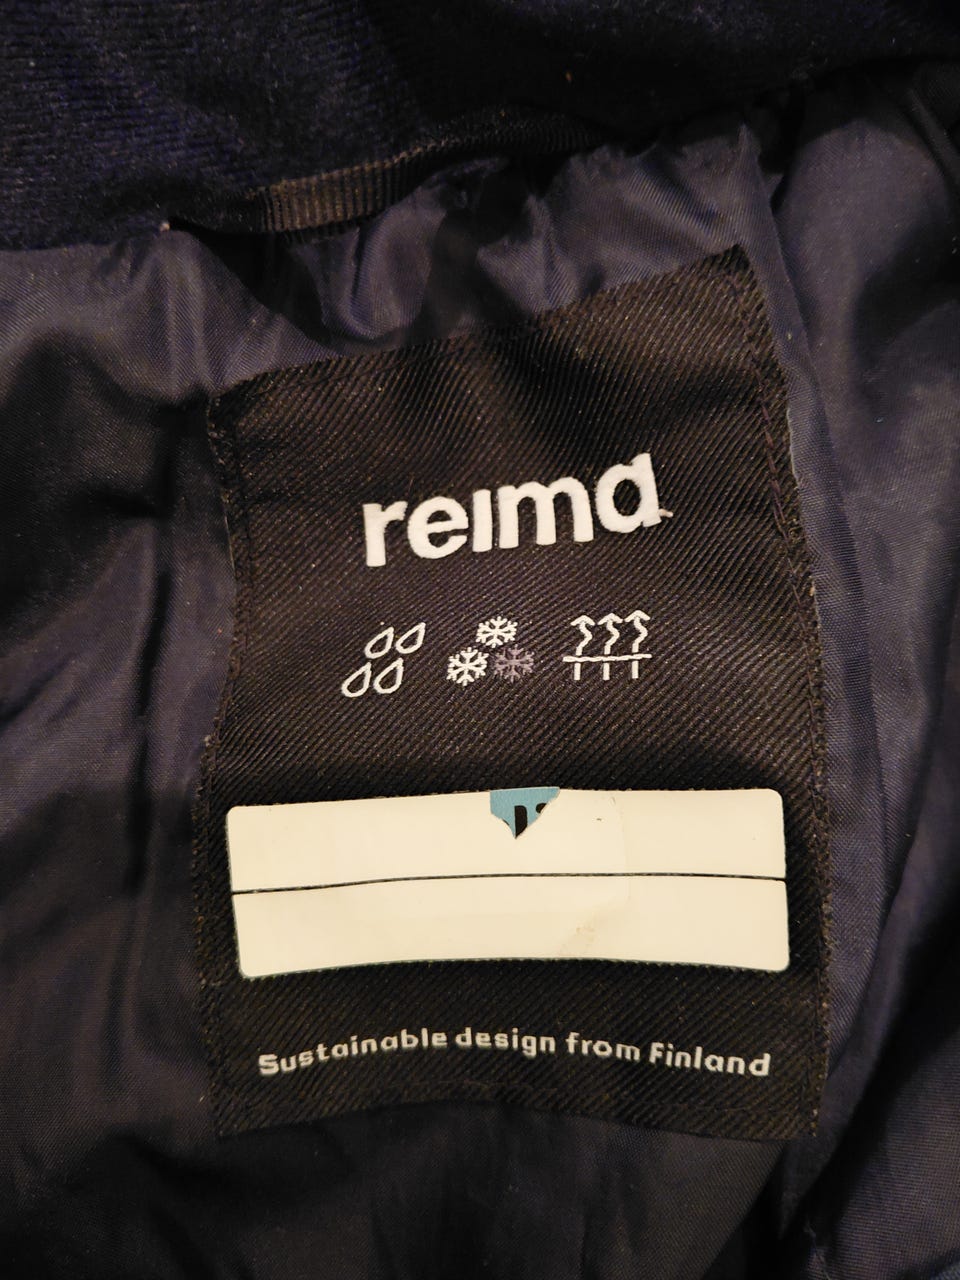 reima
Sustainable design from Finland